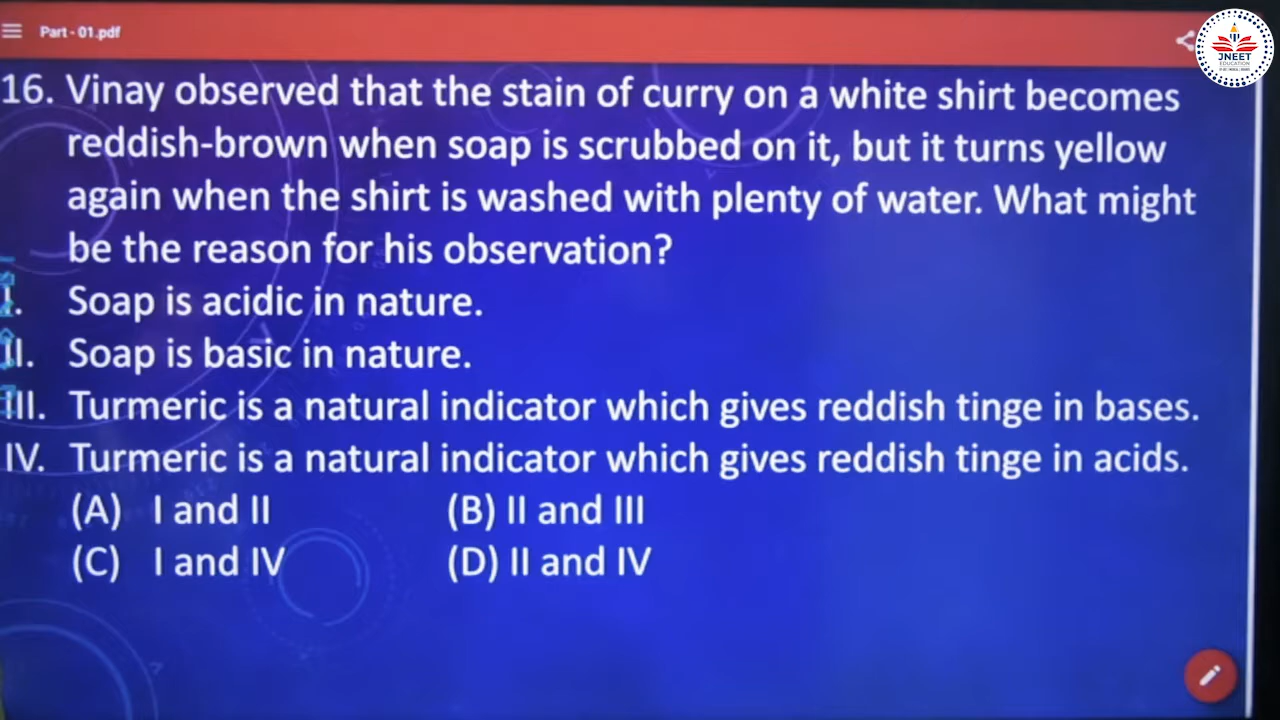 Part - 01.pdf
JNEET
EDUCATION
16. Vinay observed that the stain of curry on a white shirt becomes
reddish-brown when soap is scrubbed on it, but it turns yellow
again when the shirt is washed with plenty of water. What might
be the reason for his observation?
I. Soap is acidic in nature.
II. Soap is basic in nature.
III. Turmeric is a natural indicator which gives reddish tinge in bases.
IV. Turmeric is a natural indicator which gives reddish tinge in acids.
(A) I and II (B) II and III
(C) I and IV (D) II and IV